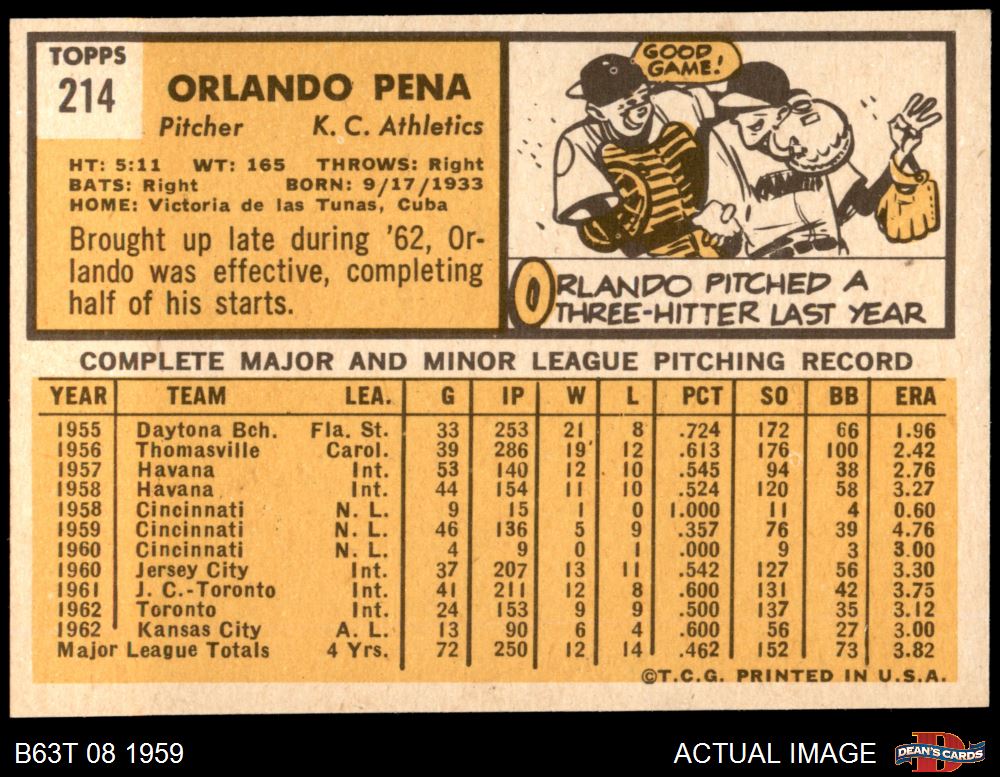 TOPPS
214
ORLANDO PENA
Pitcher K. C. Athletics
HT: 5:11 WT: 165 THROWS: Right
BATS: Right BORN: 9/17/1933
HOME: Victoria de las Tunas, Cuba
Brought up late during '62, Or-
lando was effective, completing
half of his starts.
GOOD
GAME!
ORLANDO PITCHED A
THREE-HITTER LAST YEAR
COMPLETE MAJOR AND MINOR LEAGUE PITCHING RECORD
YEAR TEAM LEA. G IP W L PCT SO BB ERA
1955 Daytona Bch. Fla. St. 33 253 21 8 .724 172 66 1.96
1956 Thomasville Carol. 39 286 19 12 .613 176 100 2.42
1957 Havana Int. 53 140 12 10 .545 94 38 2.76
1958 Havana Int. 44 154 11 10 .524 120 58 3.27
1958 Cincinnati N. L. 9 15 1 0 1.000 11 4 0.60
1959 Cincinnati N. L. 46 136 5 9 .357 76 39 4.76
1960 Cincinnati N. L. 4 9 0 1 .000 9 3 3.00
1960 Jersey City Int. 37 207 13 11 .542 127 56 3.30
1961 J. C.-Toronto Int. 41 211 12 8 .600 131 42 3.75
1962 Toronto Int. 24 153 9 9 .500 137 35 3.12
1962 Kansas City A. L. 13 90 6 4 .600 56 27 3.00
Major League Totals 4 Yrs. 72 250 12 14 .462 152 73 3.82
©T.C.G. PRINTED IN U.S.A.
B63T 08 1959 ACTUAL IMAGE
DEAN'S CARDS